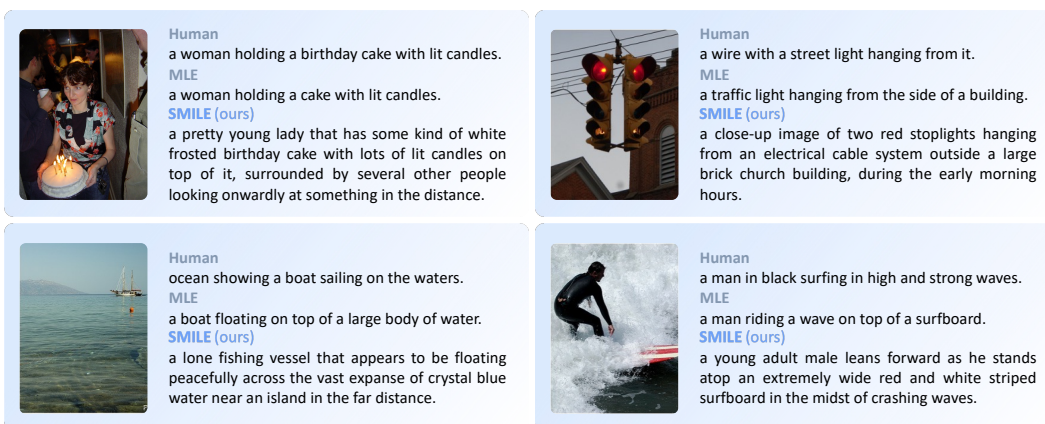 Human
a woman holding a birthday cake with lit candles.
MLE
a woman holding a cake with lit candles.
SMILE (ours)
a pretty young lady that has some kind of white
frosted birthday cake with lots of lit candles on
top of it, surrounded by several other people
looking onwardly at something in the distance.
Human
a wire with a street light hanging from it.
MLE
a traffic light hanging from the side of a building.
SMILE (ours)
a close-up image of two red stoplights hanging
from an electrical cable system outside a large
brick church building, during the early morning
hours.
Human
ocean showing a boat sailing on the waters.
MLE
a boat floating on top of a large body of water.
SMILE (ours)
a lone fishing vessel that appears to be floating
peacefully across the vast expanse of crystal blue
water near an island in the far distance.
Human
a man in black surfing in high and strong waves.
MLE
a man riding a wave on top of a surfboard.
SMILE (ours)
a young adult male leans forward as he stands
atop an extremely wide red and white striped
surfboard in the midst of crashing waves.